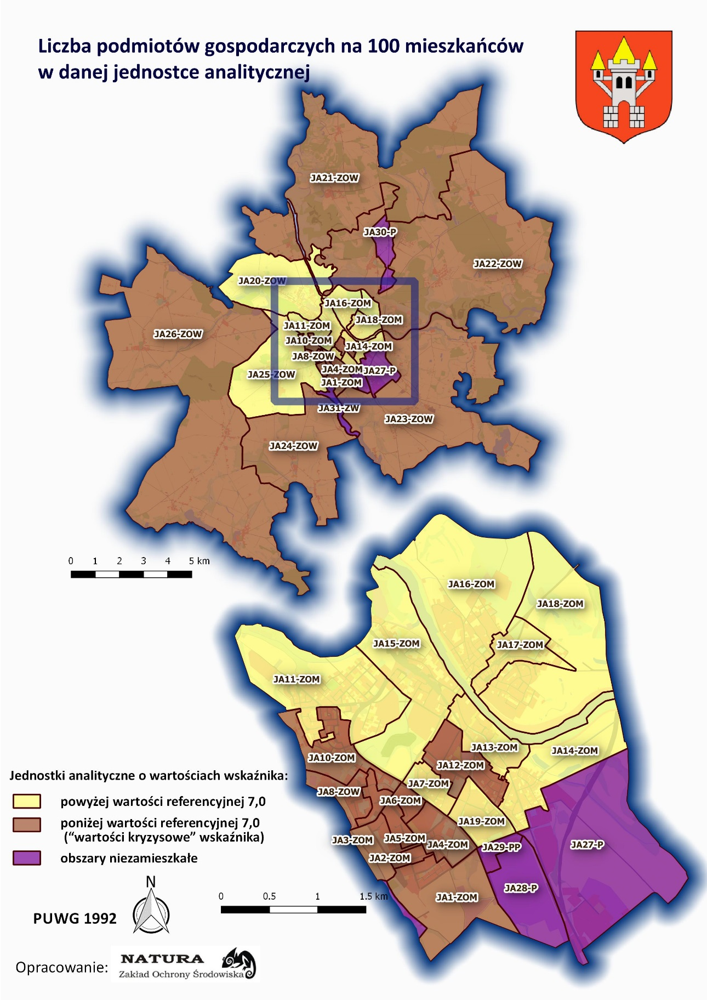 Liczba podmiotów gospodarczych na 100 mieszkańców
w danej jednostce analitycznej
JA21-ZOW
JA30-P
JA22-ZOW
JA20-ZOW
JA16-ZOM
JA18-ZOM
JA11-ZOM
JA26-ZOW
JA10-ZOM
JA14-ZOM
JA8-ZOW
JA4-ZOM
JA27-P
JA25-ZOW
JA1-ZOM
JA31-ZW
JA23-ZOW
JA24-ZOW
0 1 2 3 4 5 km
JA16-ZOM
JA18-ZOM
JA15-ZOM
JA17-ZOM
JA11-ZOM
JA13-ZOM
JA14-ZOM
JA10-ZOM
JA12-ZOM
JA7-ZOM
JA8-ZOW
JA6-ZOM
JA19-ZOM
JA3-ZOM
JA5-ZOM
JA4-ZOM
JA29-PP
JA27-P
JA2-ZOM
JA28-P
JA1-ZOM
Jednostki analityczne o wartościach wskaźnika:
powyżej wartości referencyjnej 7,0
poniżej wartości referencyjnej 7,0
(“wartości kryzysowe” wskaźnika)
obszary niezamieszkałe
N
0 0.5 1 1.5 km
PUWG 1992
Opracowanie:
NATURA
Zakład Ochrony Środowiska